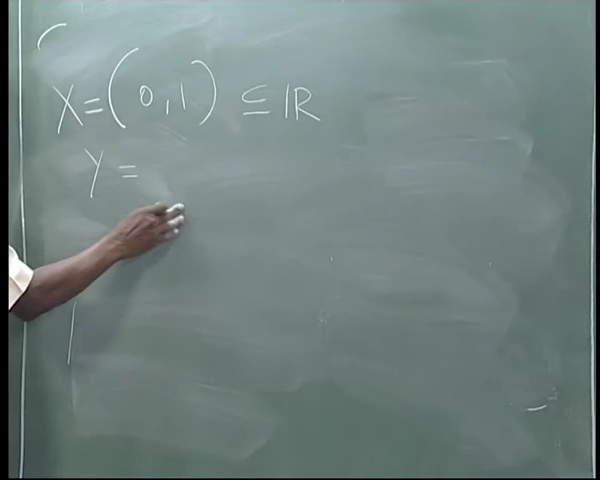 X = (0,1) ⊆ ℝ
Y =